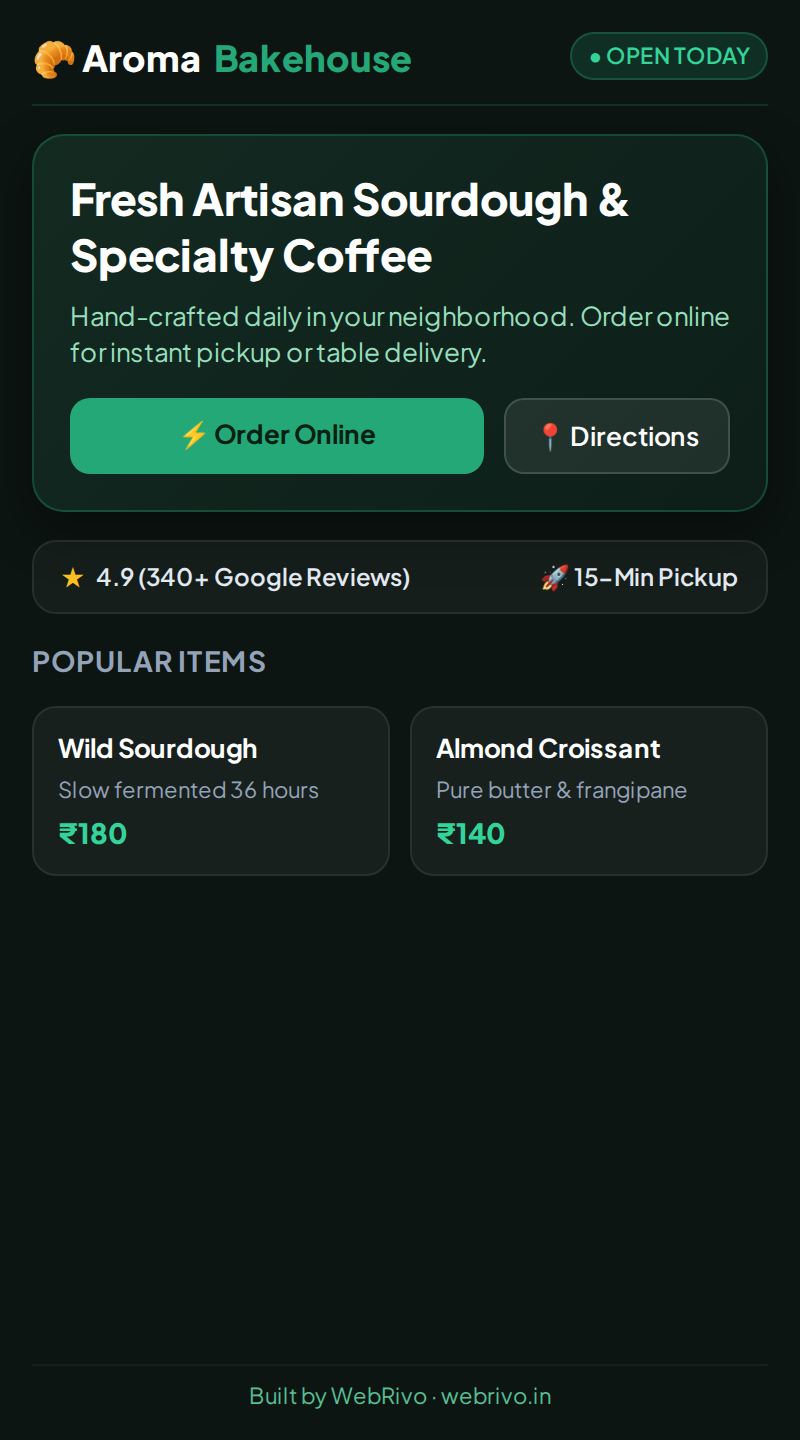 🥐 Aroma Bakehouse
● OPEN TODAY
Fresh Artisan Sourdough &
Specialty Coffee
Hand-crafted daily in your neighborhood. Order online
for instant pickup or table delivery.
⚡ Order Online
📍 Directions
★ 4.9 (340+ Google Reviews)
🚀 15-Min Pickup
POPULAR ITEMS
Wild Sourdough
Slow fermented 36 hours
₹180
Almond Croissant
Pure butter & frangipane
₹140
Built by WebRivo · webrivo.in